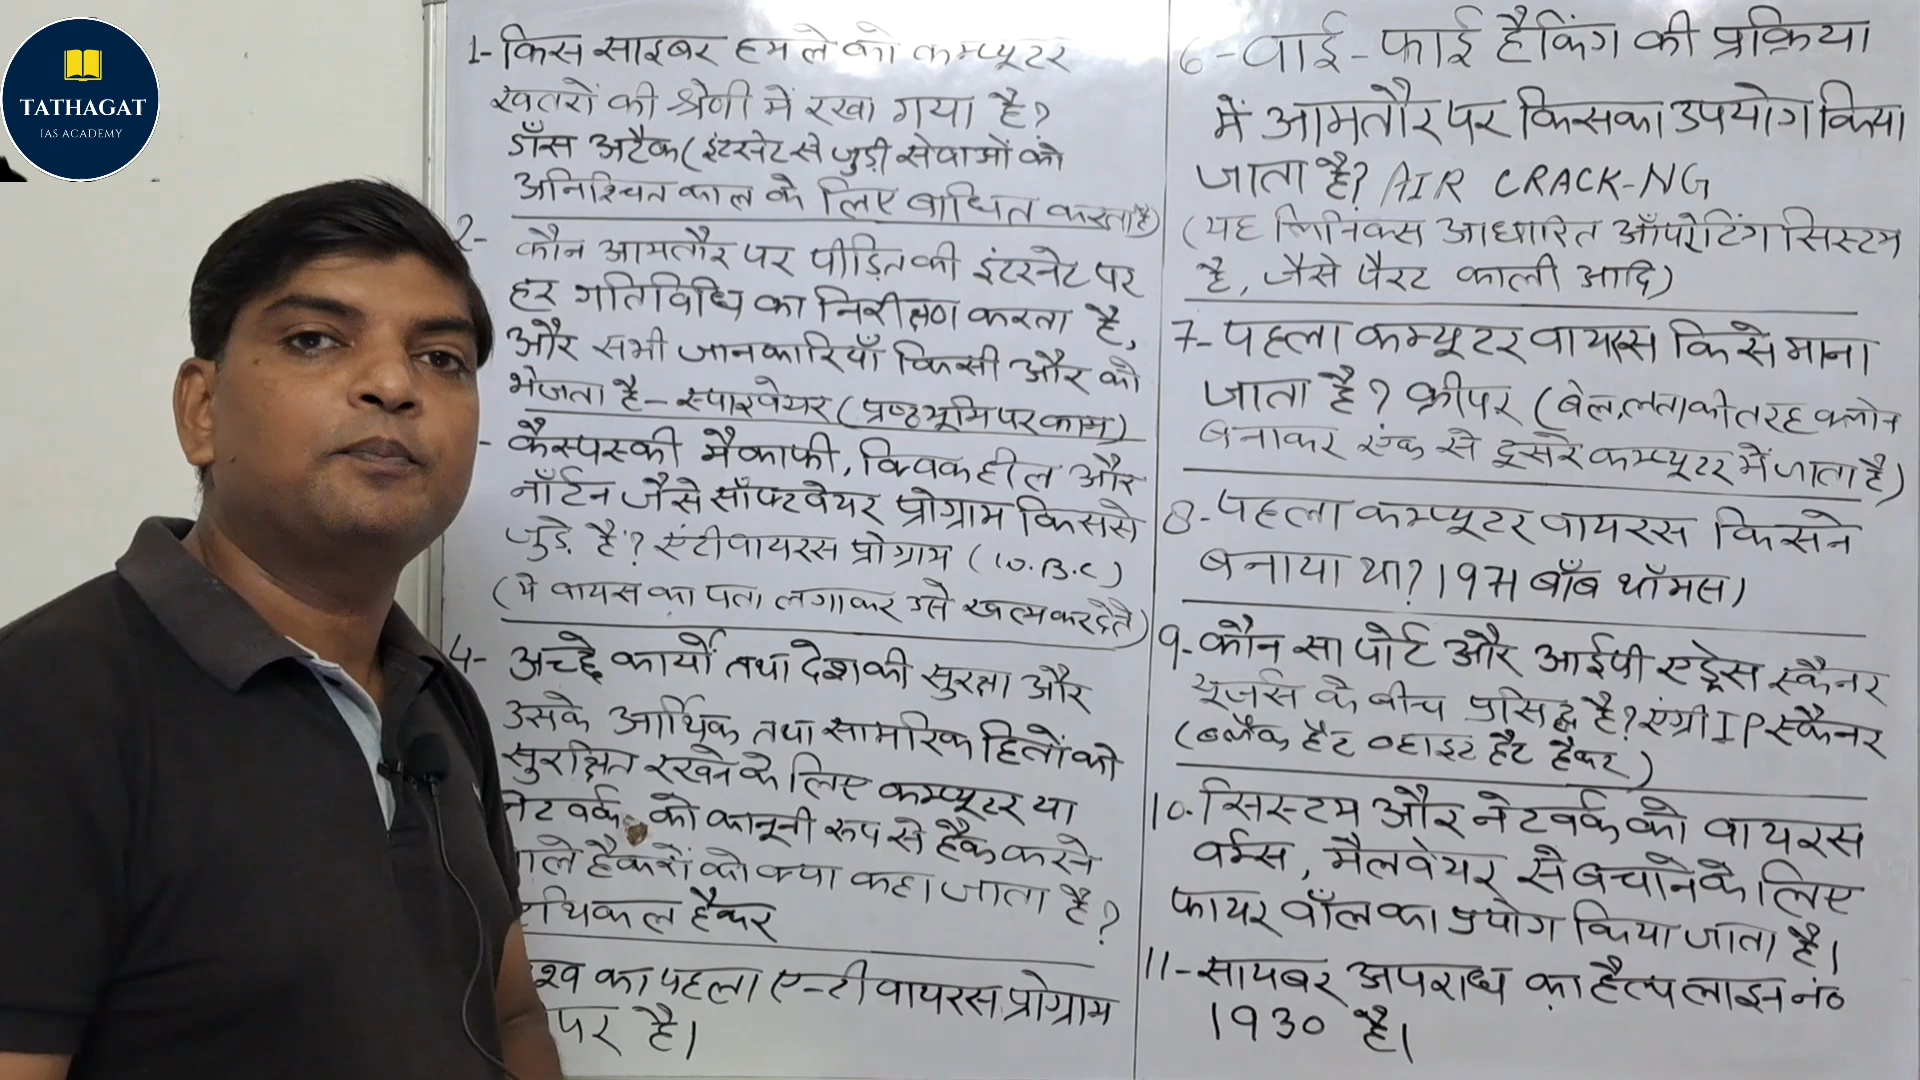 TATHAGAT
IAS ACADEMY
1- किस साइबर हमले को कम्प्यूटर
खतरों की श्रेणी में रखा गया है?
डॉस अटैक (इंटरनेट से जुड़ी सेवाओं को
अनिश्चित काल के लिए बाधित करता है)
2-
कौन आमतौर पर पीड़ित की इंटरनेट पर
हर गतिविधि का निरीक्षण करता है,
और सभी जानकारियाँ किसी और को
भेजता है - स्पाइवेयर (प्रष्ठभूमि पर काम)
- कैस्पस्की मैकाफी, क्विकहील और
नॉर्टन जैसे सॉफ्टवेयर प्रोग्राम किससे
जुड़े है? एंटीवायरस प्रोग्राम (W.B.C)
(ये वायरस का पता लगाकर उसे खत्म कर देते)
4- अच्छे कार्यों तथा देश की सुरक्षा और
उसके आर्थिक तथा सामरिक हितों को
सुरक्षित रखने के लिए कम्प्यूटर या
नेटवर्क को कानूनी रूप से हैक करने
वाले हैकरों को क्या कहा जाता है?
एथिकल हैकर
का पहला एन्टीवायरस प्रोग्राम
पर है।
6- वाई-फाई हैकिंग की प्रक्रिया
में आमतौर पर किसका उपयोग किया
जाता है? AIR CRACK-NG
(यह लिनिक्स आधारित ऑपरेटिंग सिस्टम
है, जैसे पैरट काली आदि)
7- पहला कम्प्यूटर वायरस किसे माना
जाता है? क्रीपर (बेल, लता की तरह क्लोन
बनाकर एक से दूसरे कम्प्यूटर में जाता है)
8- पहला कम्प्यूटर वायरस किसने
बनाया था? 1971 बॉब थॉमस)
9- कौन सा पोर्ट और आईपी एड्रेस स्कैनर
यूजर्स के बीच प्रसिद्ध है? एंग्री IP स्कैनर
(ब्लैक हैट व्हाइट हैट हैकर)
10- सिस्टम और नेटवर्क को वायरस
वर्म्स, मैलवेयर से बचाने के लिए
फायर वॉल का प्रयोग किया जाता है।
11- सायबर अपराध का हैल्पलाइन नं०
1930 है।